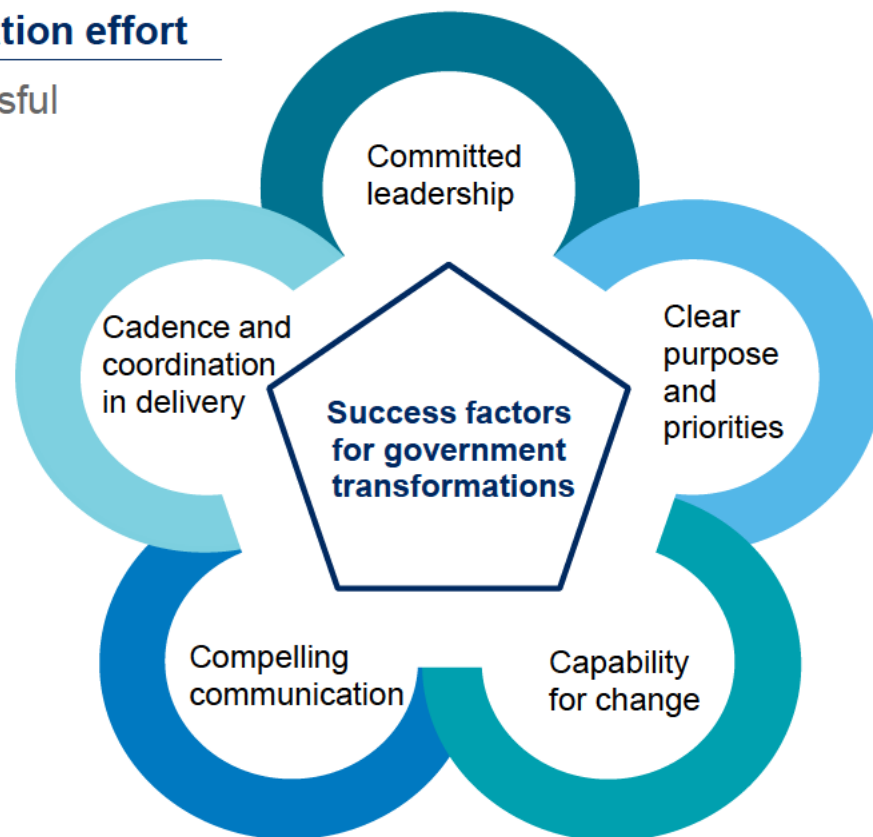 tion effort
sful
Committed
leadership
Cadence and
coordination
in delivery
Clear
purpose
and
priorities
Success factors
for government
transformations
Compelling
communication
Capability
for change